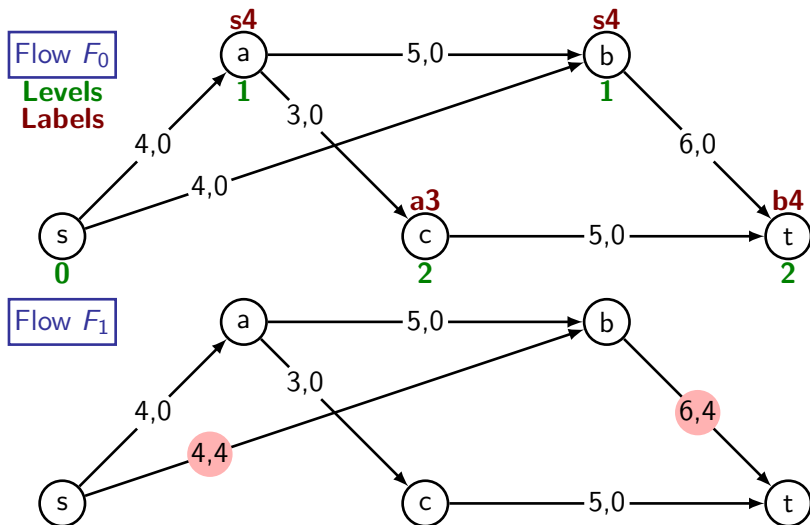 s4 s4
Flow F₀ a 5,0 b
Levels 1 1
Labels 3,0
4,0 6,0
4,0
a3 b4
s c 5,0 t
0 2 2
Flow F₁ a 5,0 b
3,0
4,0 6,4
4,4
s c 5,0 t